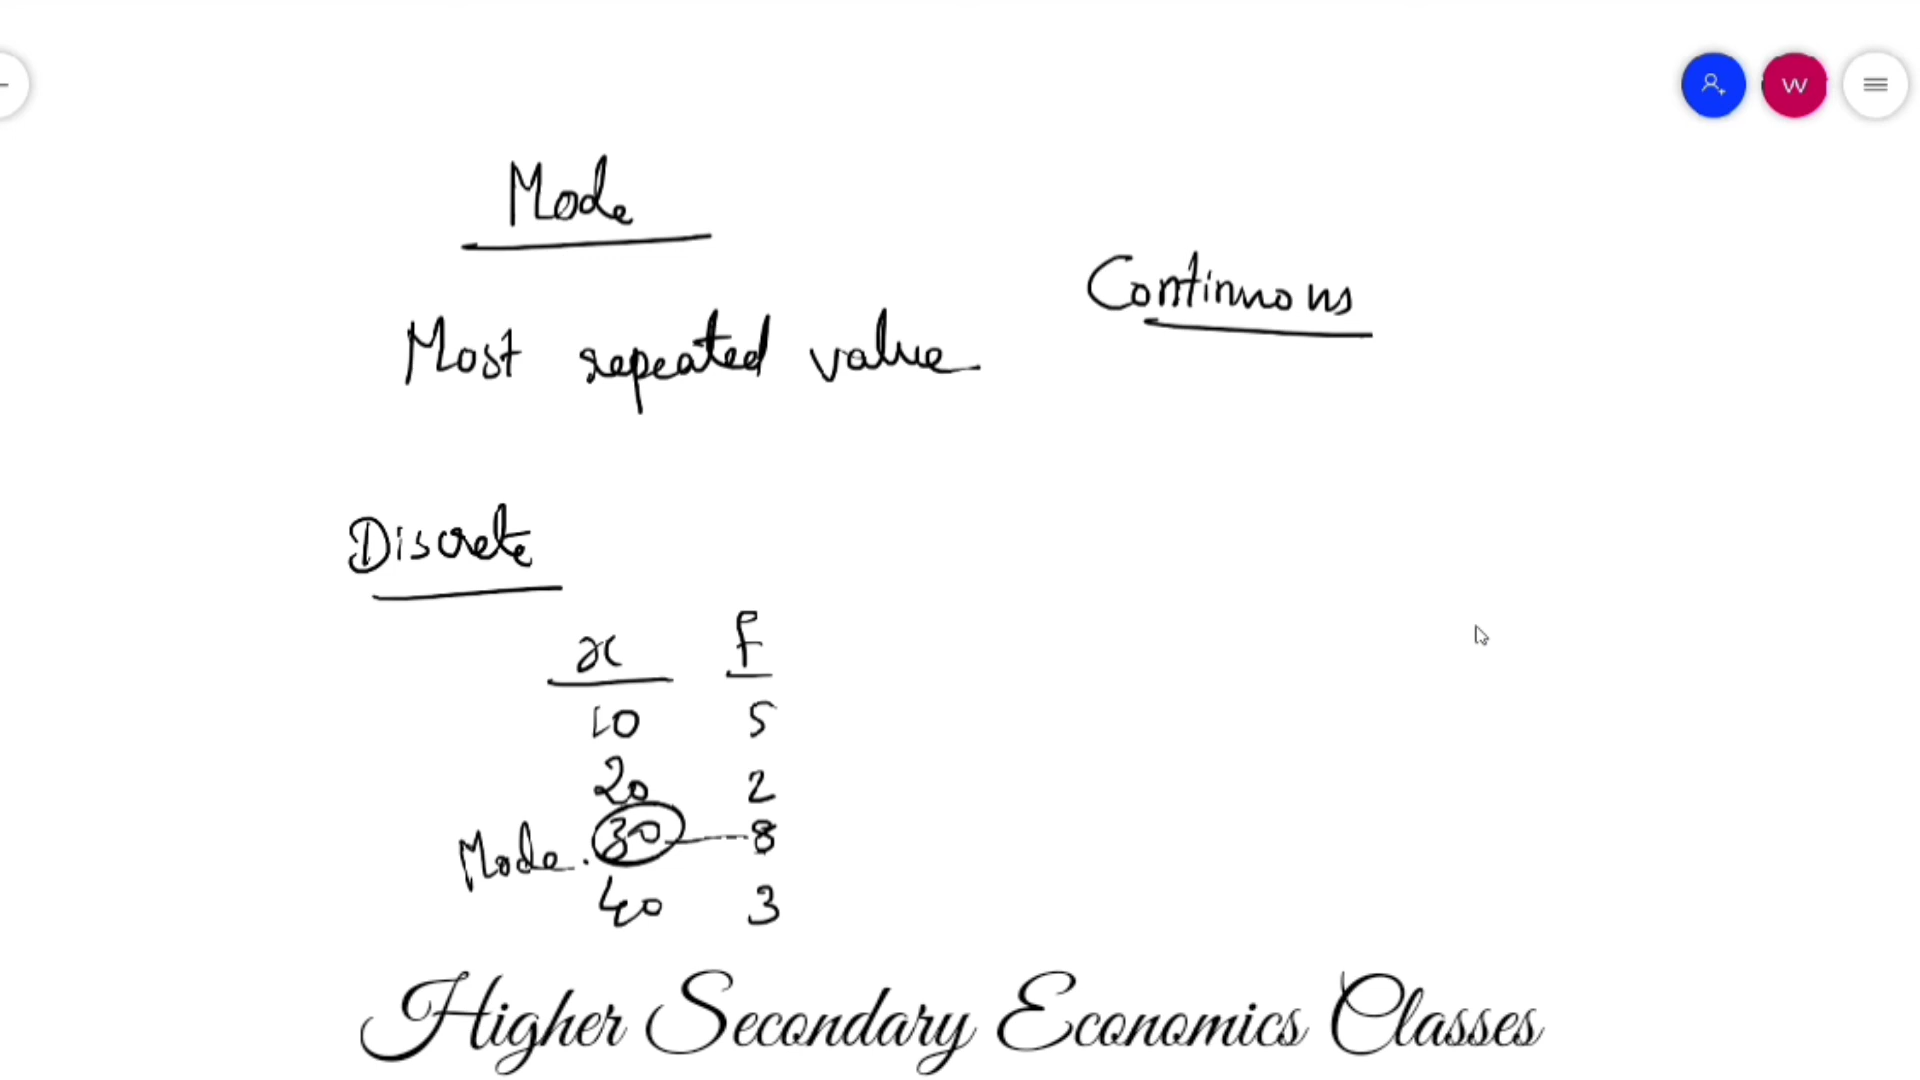 W
Mode
Most repeated value
Continuous
Discrete
x f
10 5
20 2
Mode. 30 — 8
40 3
Higher Secondary Economics Classes